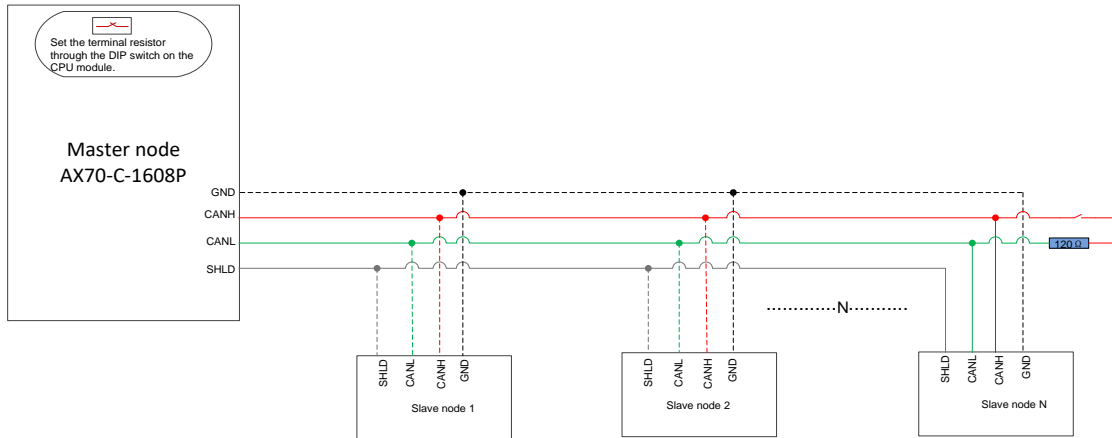 Set the terminal resistor
through the DIP switch on the
CPU module.
Master node
AX70-C-1608P
GND
CANH
CANL
SHLD
120Ω
N
SHLD
CANL
CANH
GND
Slave node 1
SHLD
CANL
CANH
GND
Slave node 2
SHLD
CANL
CANH
GND
Slave node N